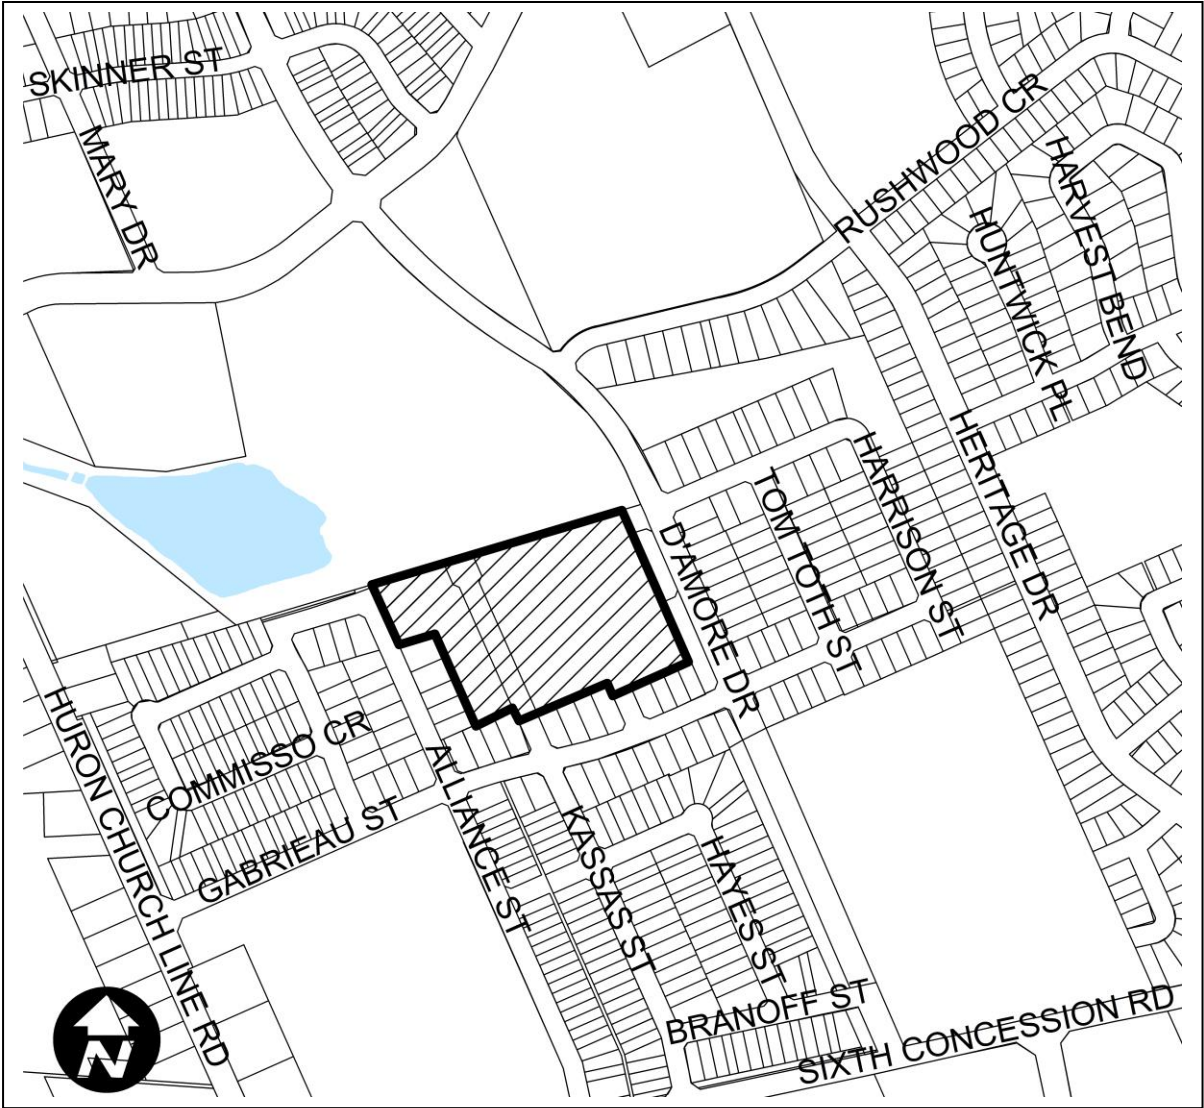 SKINNER ST
MARY DR
RUSHWOOD CR
HARVEST BEND
HUNTWICK PL
HERITAGE DR
HARRISON ST
TOM TOTH ST
D'AMORE DR
HURON CHURCH LINE RD
COMMISSO CR
GABRIEAU ST
ALLIANCE ST
KASSAS ST
HAYES ST
BRANOFF ST
SIXTH CONCESSION RD
N